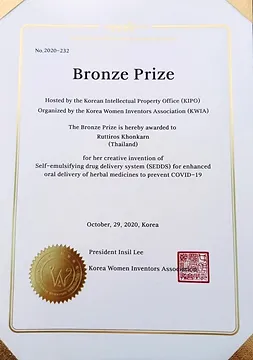 No.2020-232
Bronze Prize
Hosted by the Korean Intellectual Property Office (KIPO)
Organized by the Korea Women Inventors Association (KWIA)
The Bronze Prize is hereby awarded to
Ruttiros Khonkarn
(Thailand)
for her creative invention of
Self-emulsifying drug delivery system (SEDDS) for enhanced
oral delivery of herbal medicines to prevent COVID-19
October, 29, 2020, Korea
President Insil Lee
Korea Women Inventors Association